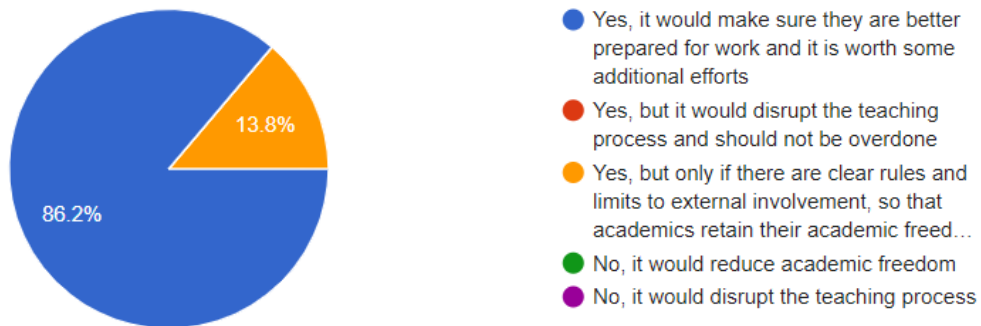 13.8%
86.2%
Yes, it would make sure they are better
prepared for work and it is worth some
additional efforts
Yes, but it would disrupt the teaching
process and should not be overdone
Yes, but only if there are clear rules and
limits to external involvement, so that
academics retain their academic freed…
No, it would reduce academic freedom
No, it would disrupt the teaching process